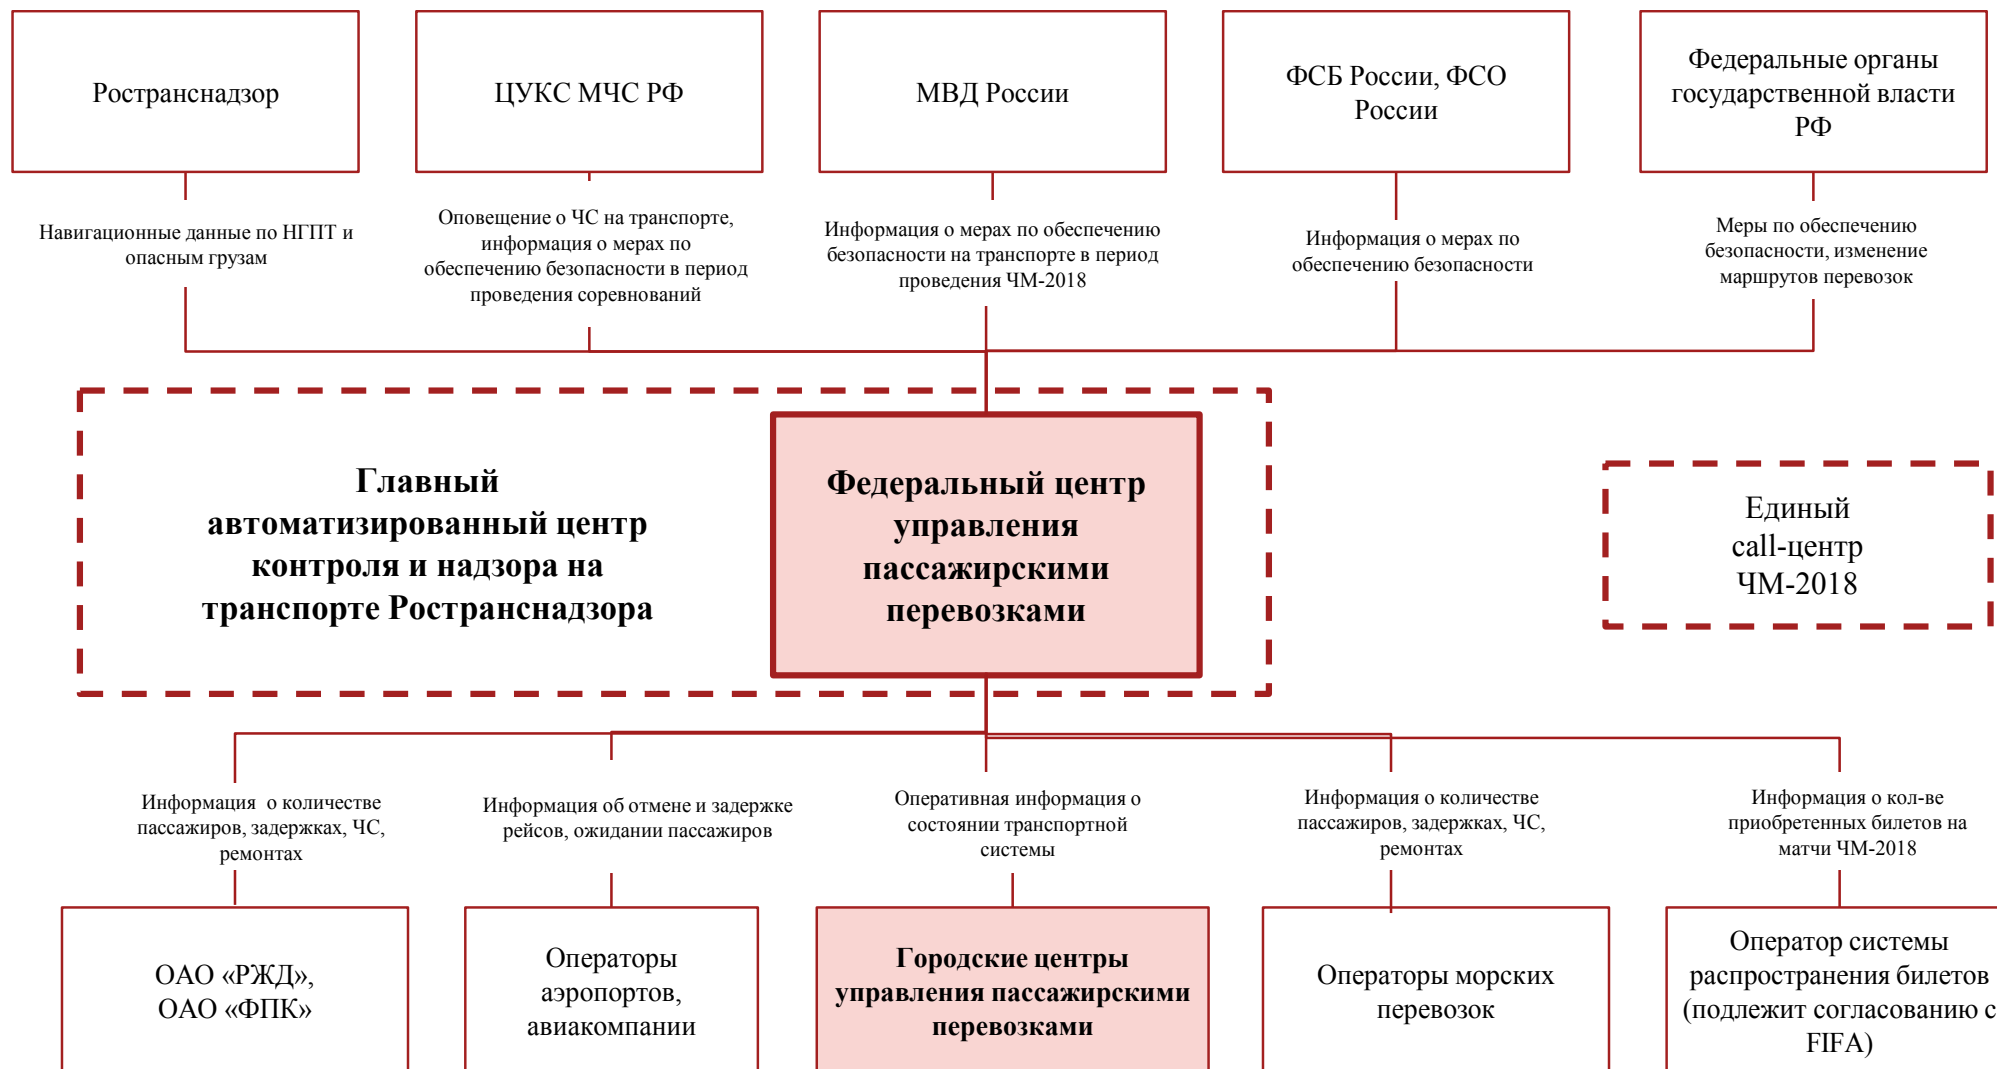 Ространснадзор
ЦУКС МЧС РФ
МВД России
ФСБ России, ФСО
России
Федеральные органы
государственной власти
РФ
Навигационные данные по НГПТ и
опасным грузам
Оповещение о ЧС на транспорте,
информация о мерах по
обеспечению безопасности в период
проведения соревнований
Информация о мерах по обеспечению
безопасности на транспорте в период
проведения ЧМ-2018
Информация о мерах по
обеспечению безопасности
Меры по обеспечению
безопасности, изменение
маршрутов перевозок
Главный
автоматизированный центр
контроля и надзора на
транспорте Ространснадзора
Федеральный центр
управления
пассажирскими
перевозками
Единый
call-центр
ЧМ-2018
Информация о количестве
пассажиров, задержках, ЧС,
ремонтах
Информация об отмене и задержке
рейсов, ожидании пассажиров
Оперативная информация о
состоянии транспортной
системы
Информация о количестве
пассажиров, задержках, ЧС,
ремонтах
Информация о кол-ве
приобретенных билетов на
матчи ЧМ-2018
ОАО «РЖД»,
ОАО «ФПК»
Операторы
аэропортов,
авиакомпании
Городские центры
управления пассажирскими
перевозками
Операторы морских
перевозок
Оператор системы
распространения билетов
(подлежит согласованию с
FIFA)